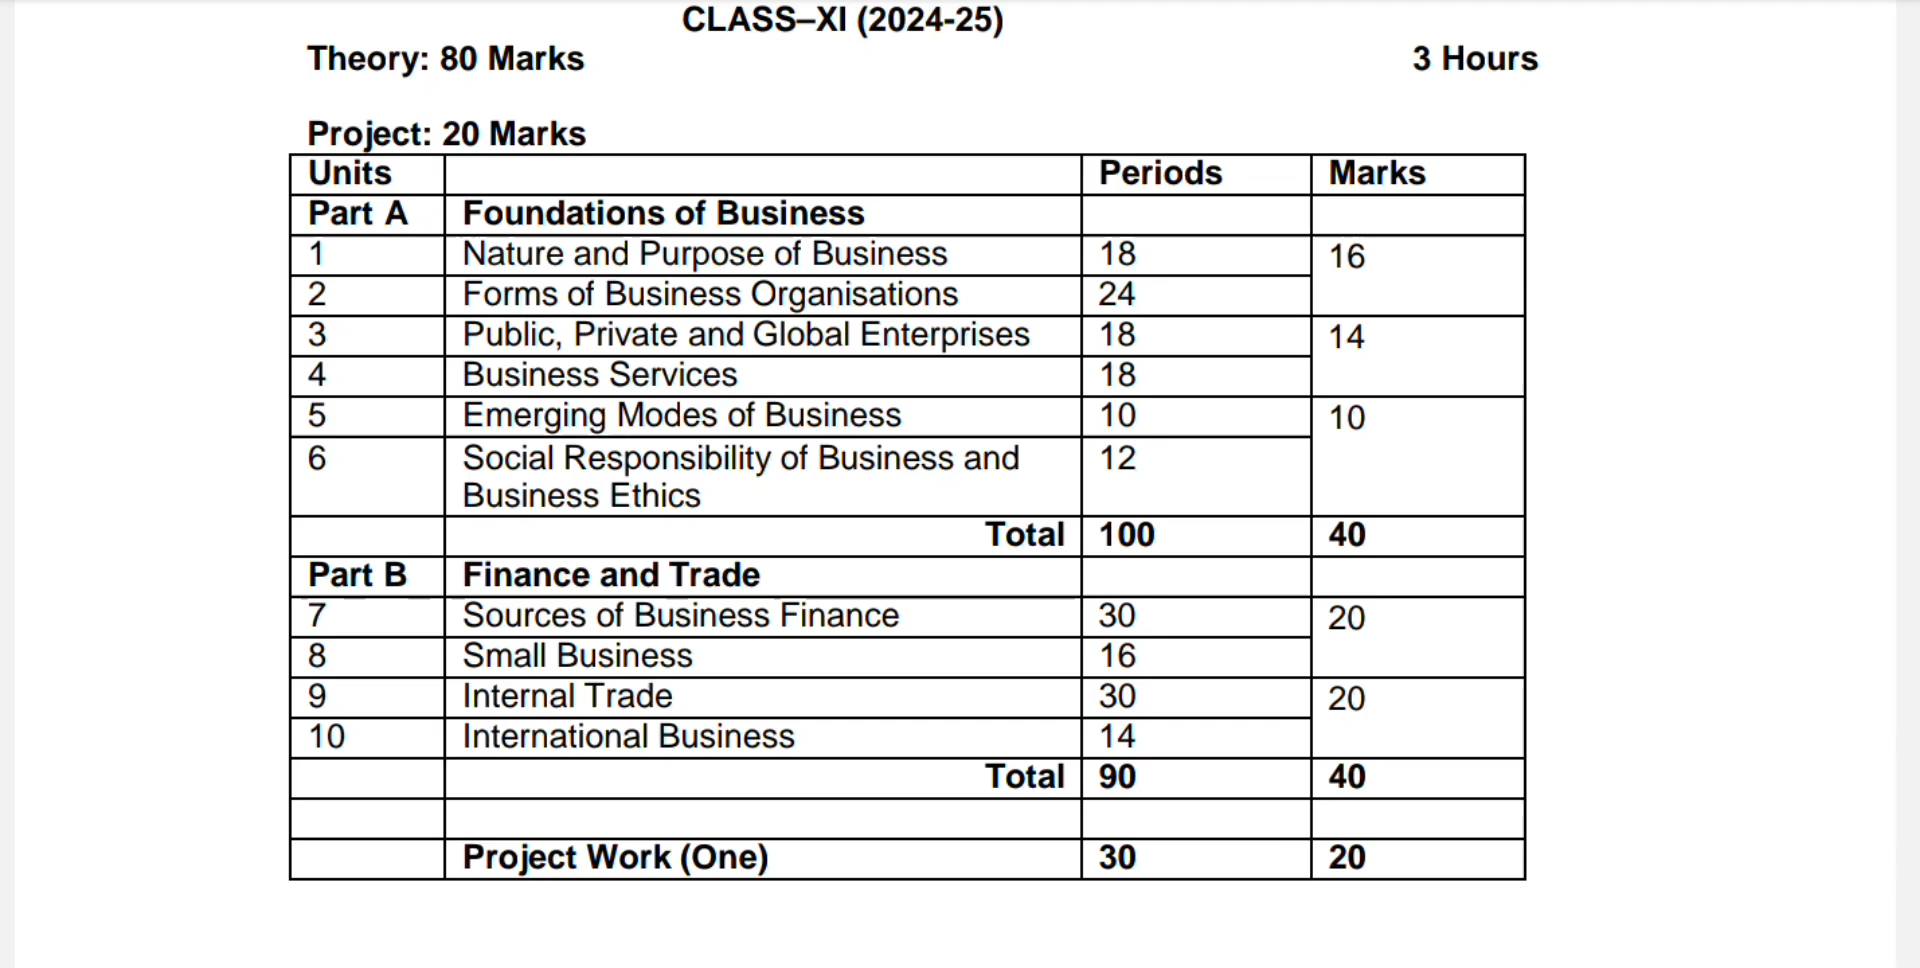 CLASS–XI (2024-25)
Theory: 80 Marks 3 Hours
Project: 20 Marks
Units Periods Marks
Part A Foundations of Business
1 Nature and Purpose of Business 18 16
2 Forms of Business Organisations 24
3 Public, Private and Global Enterprises 18 14
4 Business Services 18
5 Emerging Modes of Business 10 10
6 Social Responsibility of Business and 12
Business Ethics
Total 100 40
Part B Finance and Trade
7 Sources of Business Finance 30 20
8 Small Business 16
9 Internal Trade 30 20
10 International Business 14
Total 90 40
Project Work (One) 30 20